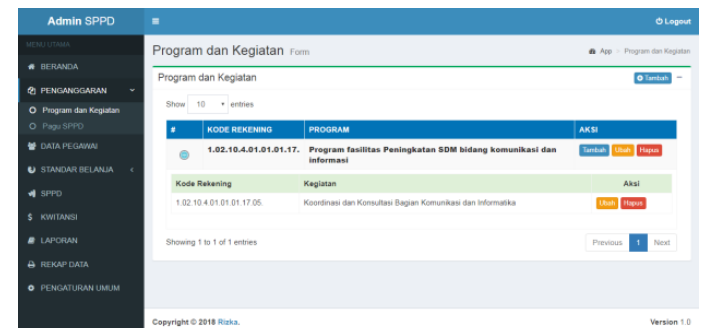 Admin SPPD
Logout
MENU UTAMA
BERANDA
PENGANGGARAN
Program dan Kegiatan
Pagu SPPD
DATA PEGAWAI
STANDAR BELANJA
SPPD
KWITANSI
LAPORAN
REKAP DATA
PENGATURAN UMUM
Program dan Kegiatan Form
App > Program dan Kegiatan
Program dan Kegiatan
Tambah
Show 10 entries
# KODE REKENING PROGRAM AKSI
1.02.10.4.01.01.01.17. Program fasilitas Peningkatan SDM bidang komunikasi dan
informasi
Tambah Ubah Hapus
Kode Rekening Kegiatan Aksi
1.02.10.4.01.01.01.17.05. Koordinasi dan Konsultasi Bagian Komunikasi dan Informatika Ubah Hapus
Showing 1 to 1 of 1 entries
Previous 1 Next
Copyright © 2018 Rizka.
Version 1.0